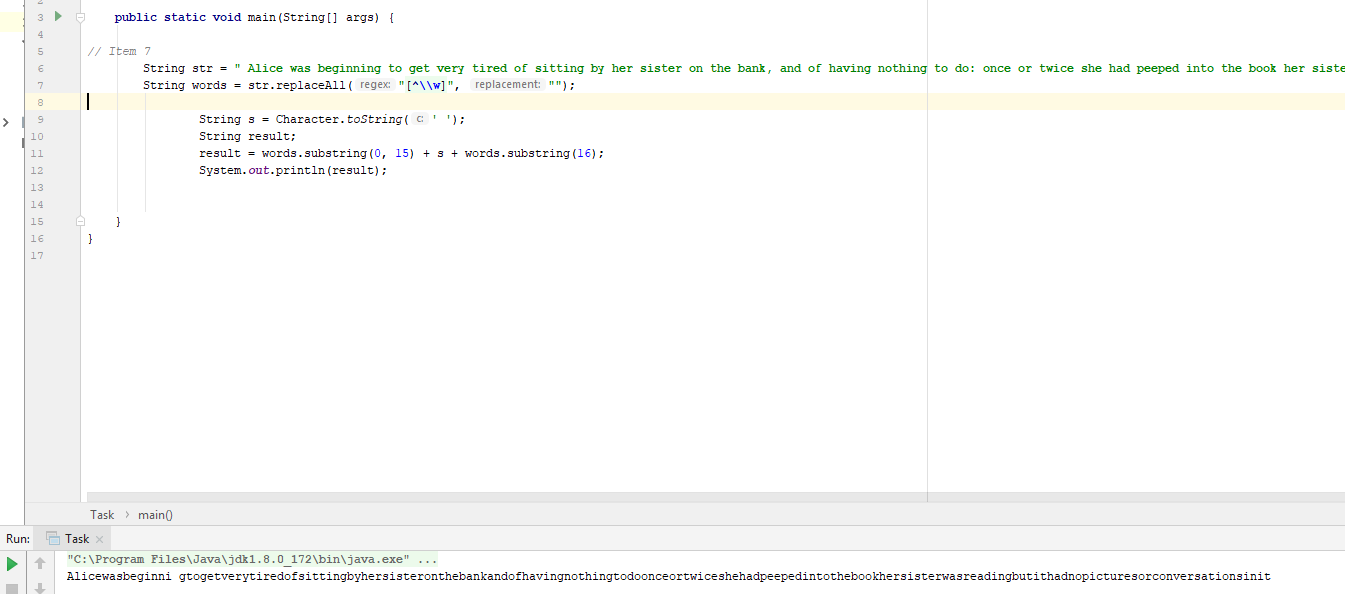 2
3 public static void main(String[] args) {
4
5 // Item 7
6 String str = " Alice was beginning to get very tired of sitting by her sister on the bank, and of having nothing to do: once or twice she had peeped into the book her siste
7 String words = str.replaceAll( regex: "[^\\w]", replacement: "");
8
9 String s = Character.toString( c: ' ');
10 String result;
11 result = words.substring(0, 15) + s + words.substring(16);
12 System.out.println(result);
13
14
15 }
16 }
17
Task › main()
Run: Task ×
"C:\Program Files\Java\jdk1.8.0_172\bin\java.exe" ...
Alicewasbeginni gtogetverytiredofsittingbyhersisteronthebankandofhavingnothingtodoonceortwiceshehadpeepedintothebookhersisterwasreadingbutithadnopicturesorconversationsinit